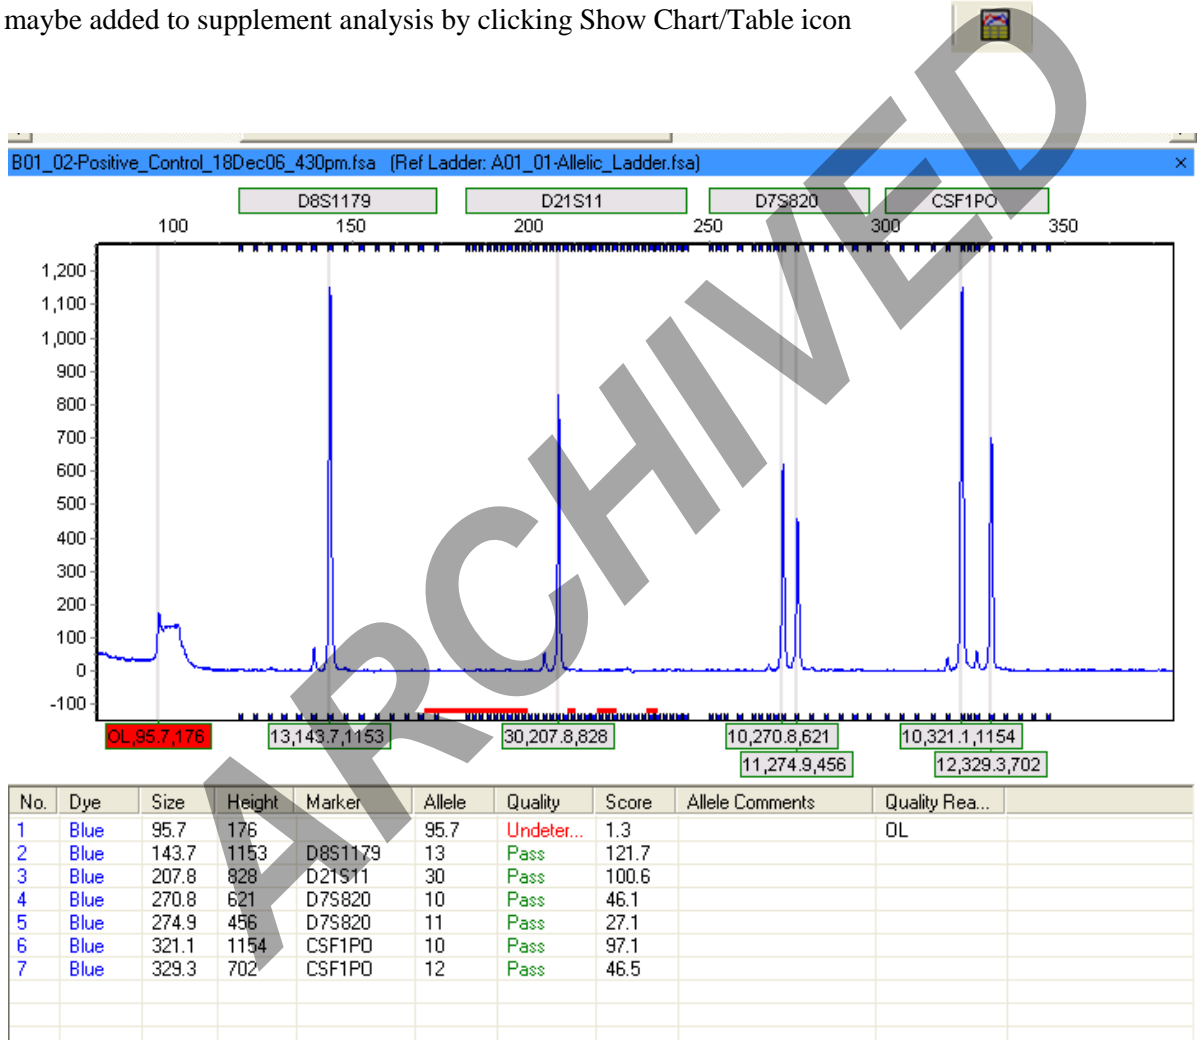 maybe added to supplement analysis by clicking Show Chart/Table icon
B01_02-Positive_Control_18Dec06_430pm.fsa (Ref Ladder: A01_01-Allelic_Ladder.fsa) ×
D8S1179 D21S11 D7S820 CSF1PO
100 150 200 250 300 350
1,200
1,100
1,000
900
800
700
600
500
400
300
200
100
0
-100
OL,95.7,176 13,143.7,1153 30,207.8,828 10,270.8,621 10,321.1,1154
11,274.9,456 12,329.3,702
No. Dye Size Height Marker Allele Quality Score Allele Comments Quality Rea...
1 Blue 95.7 176 95.7 Undeter... 1.3 OL
2 Blue 143.7 1153 D8S1179 13 Pass 121.7
3 Blue 207.8 828 D21S11 30 Pass 100.6
4 Blue 270.8 621 D7S820 10 Pass 46.1
5 Blue 274.9 456 D7S820 11 Pass 27.1
6 Blue 321.1 1154 CSF1PO 10 Pass 97.1
7 Blue 329.3 702 CSF1PO 12 Pass 46.5
ARCHIVED